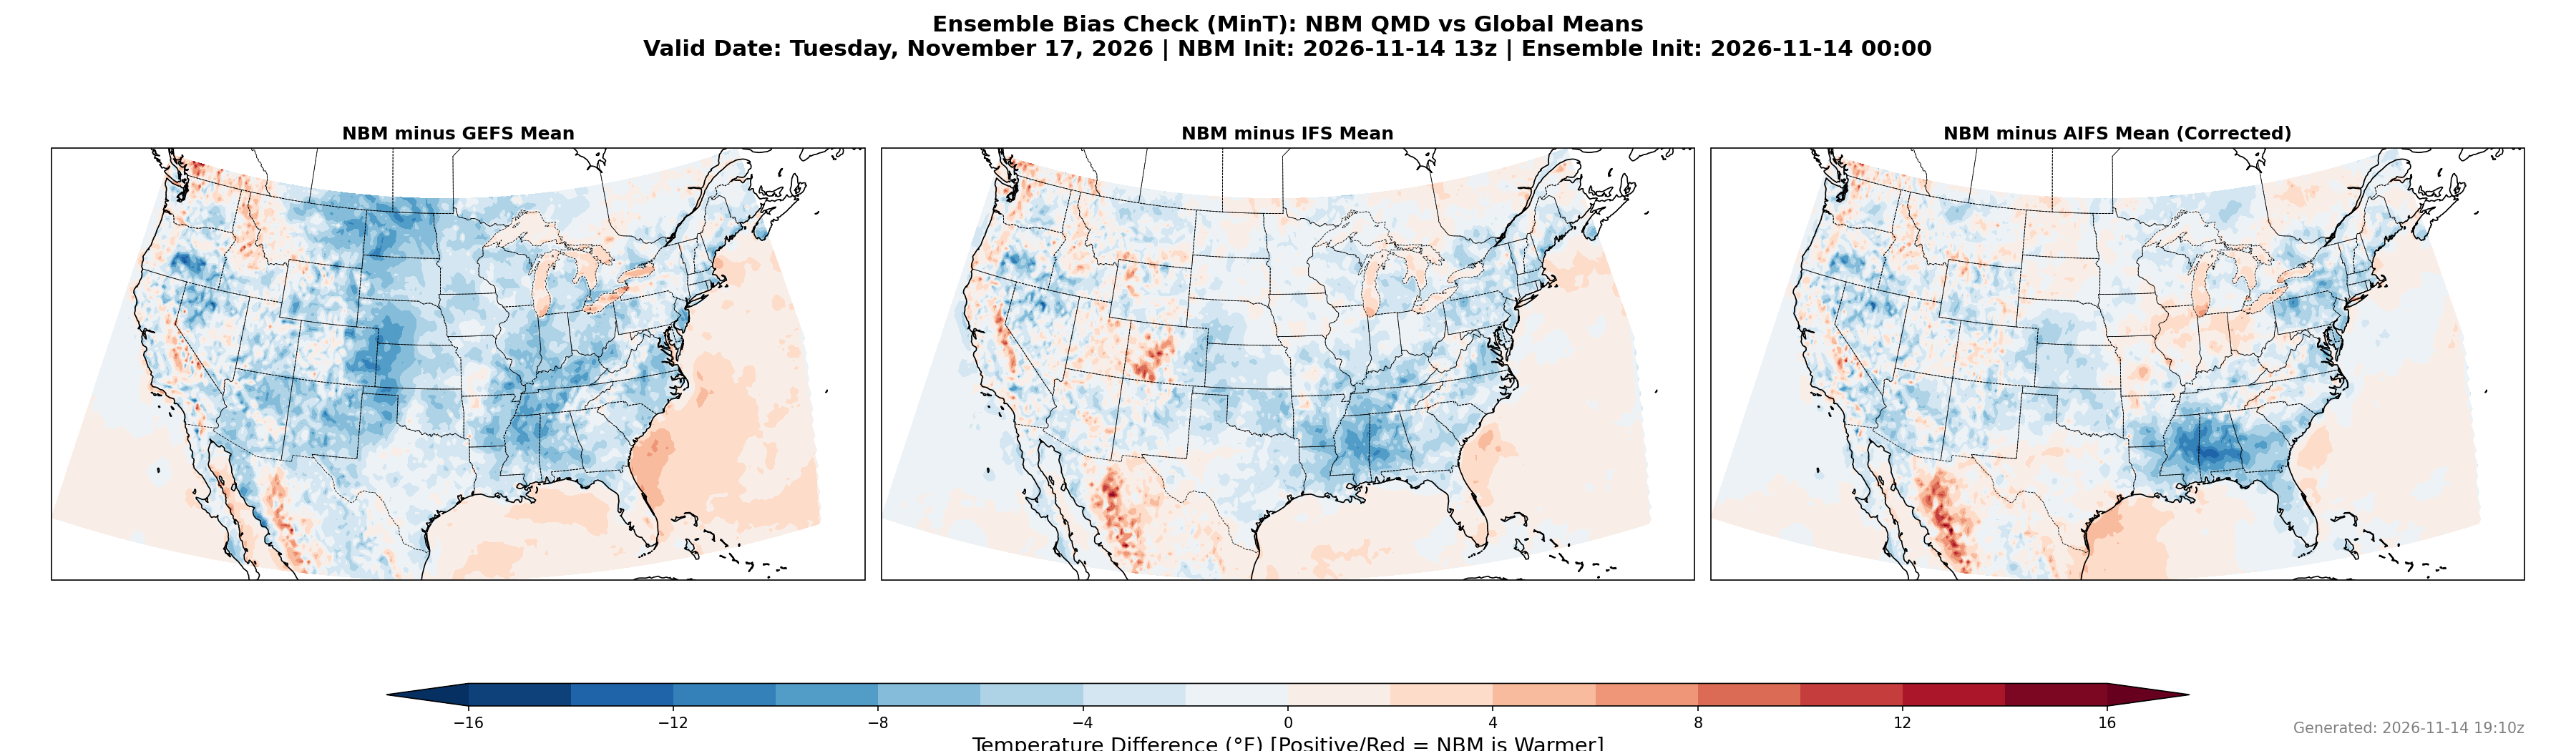 Ensemble Bias Check (MinT): NBM QMD vs Global Means
Valid Date: Tuesday, November 17, 2026 | NBM Init: 2026-11-14 13z | Ensemble Init: 2026-11-14 00:00
NBM minus GEFS Mean
NBM minus IFS Mean
NBM minus AIFS Mean (Corrected)
−16 −12 −8 −4 0 4 8 12 16
Temperature Difference (°F) [Positive/Red = NBM is Warmer]
Generated: 2026-11-14 19:10z